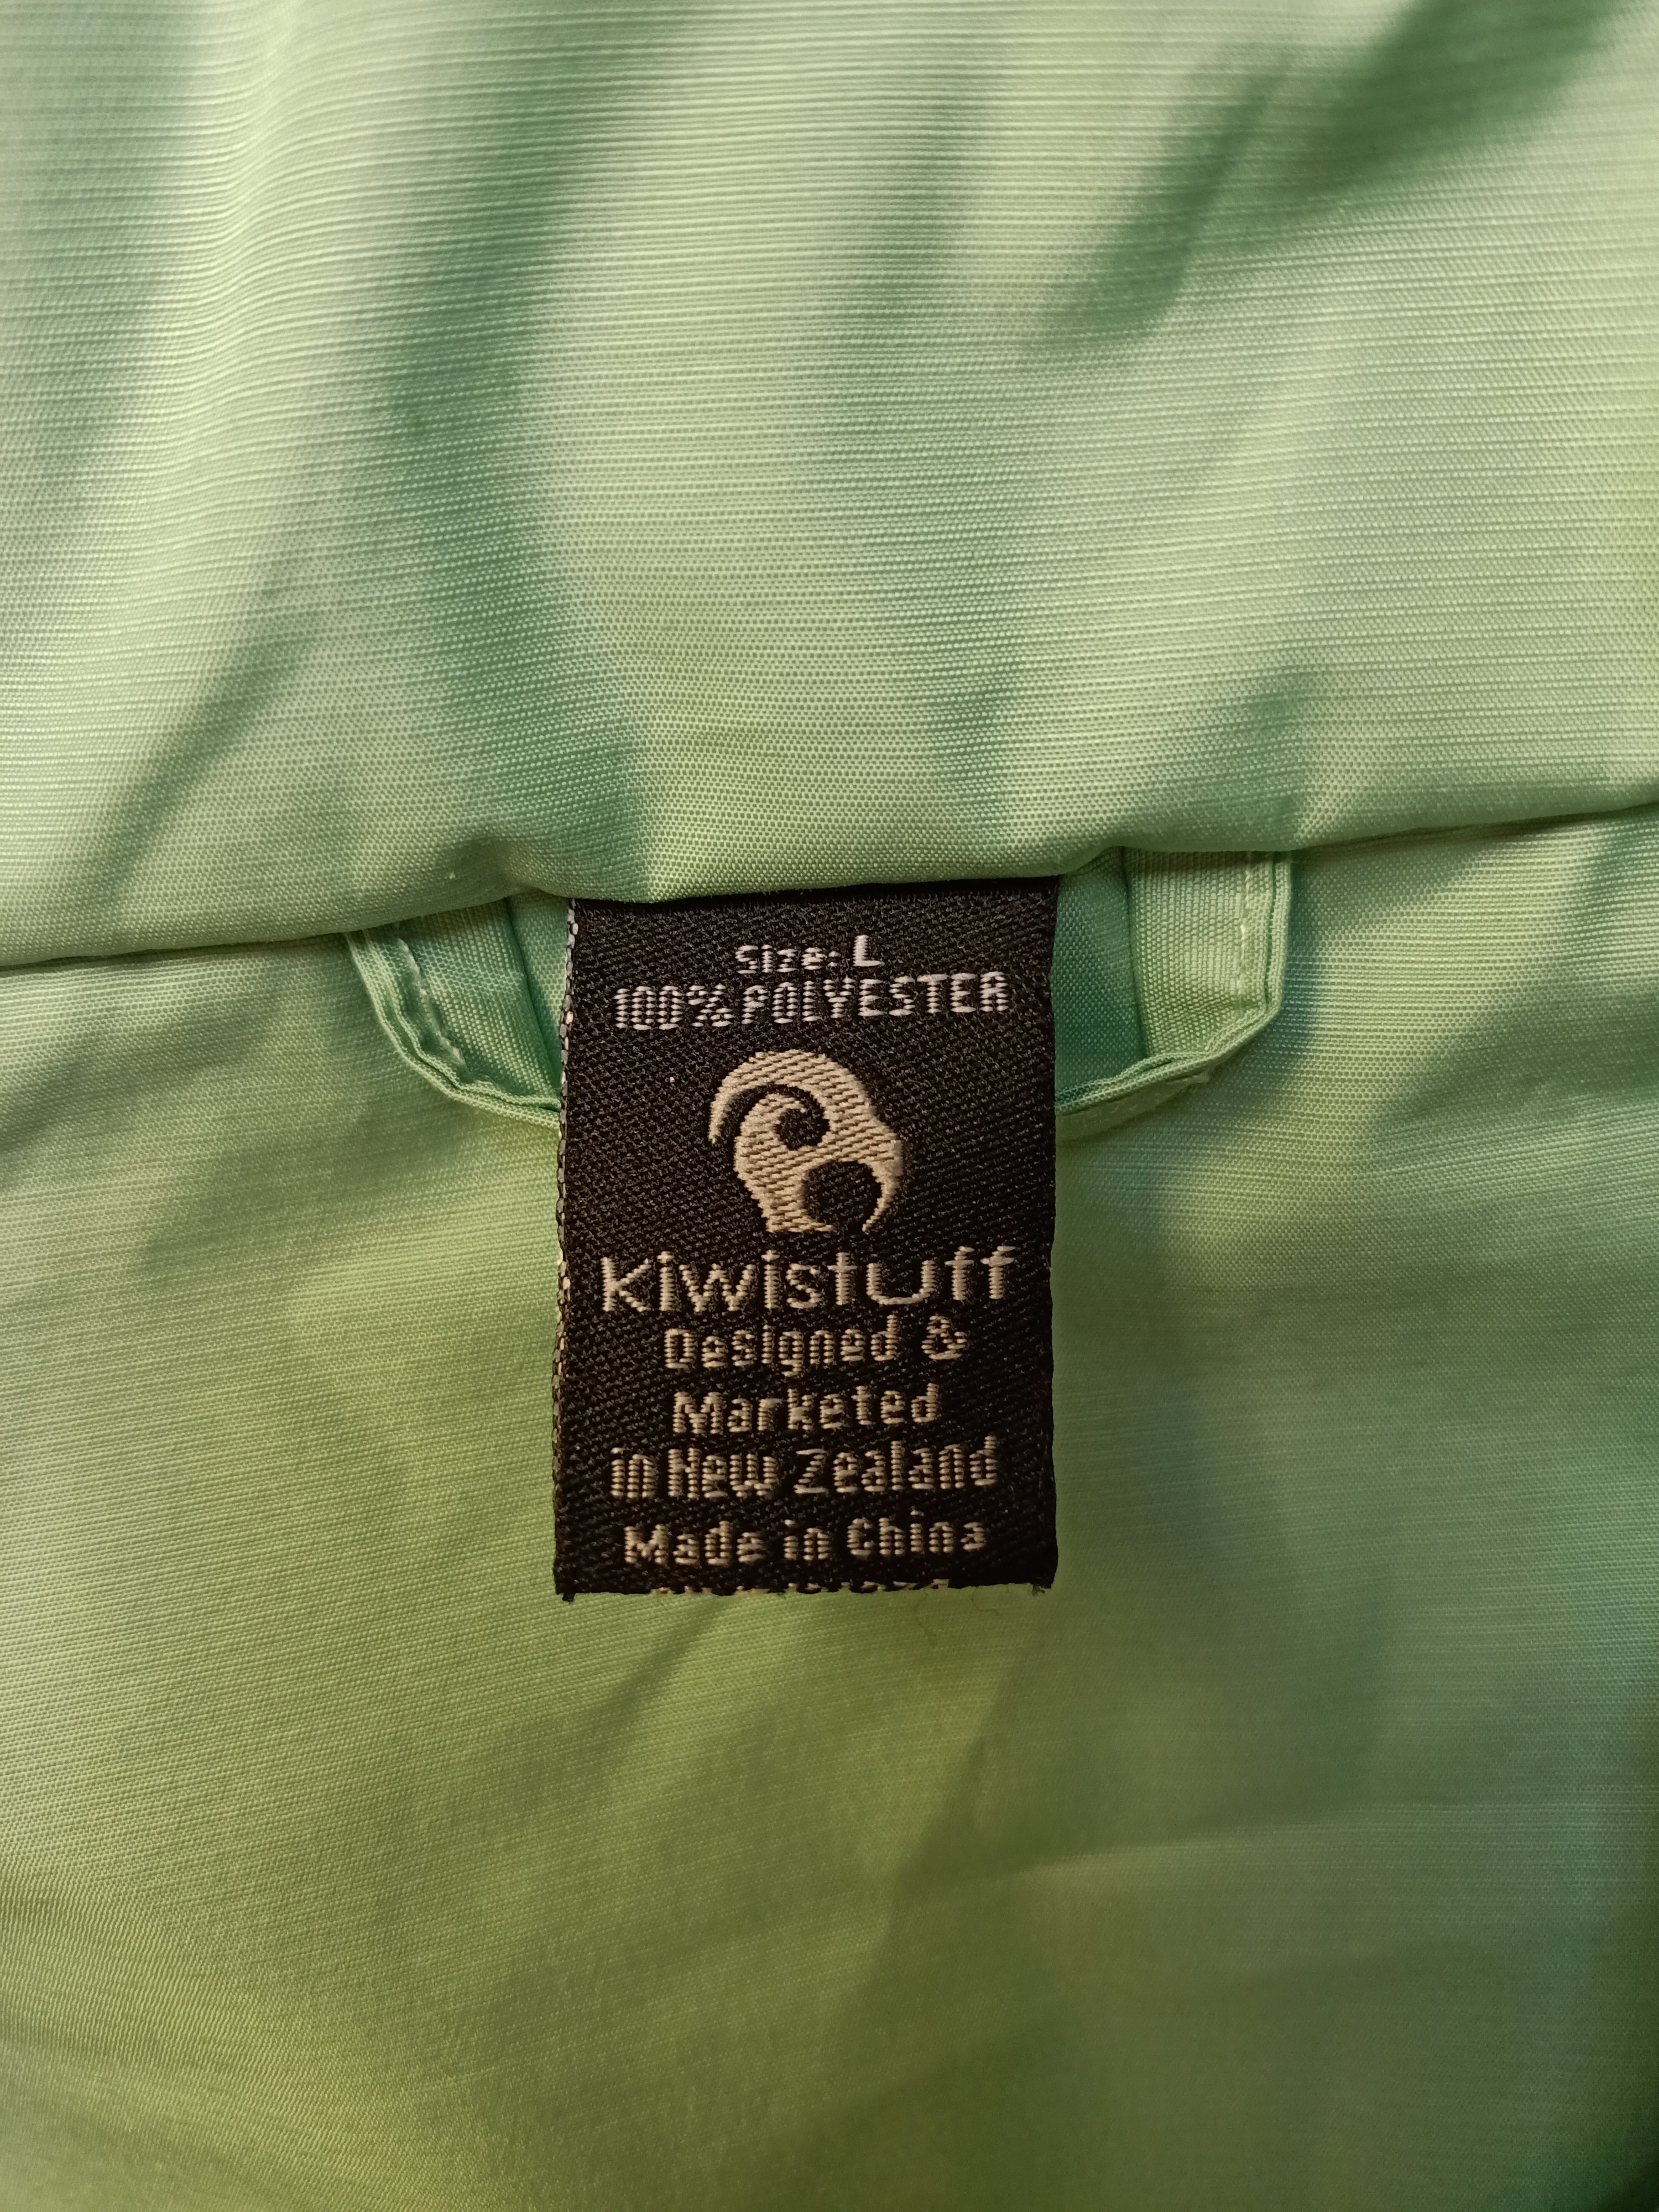 Size: L
100% POLYESTER
kiwistuff
Designed &
Marketed
in New Zealand
Made in China